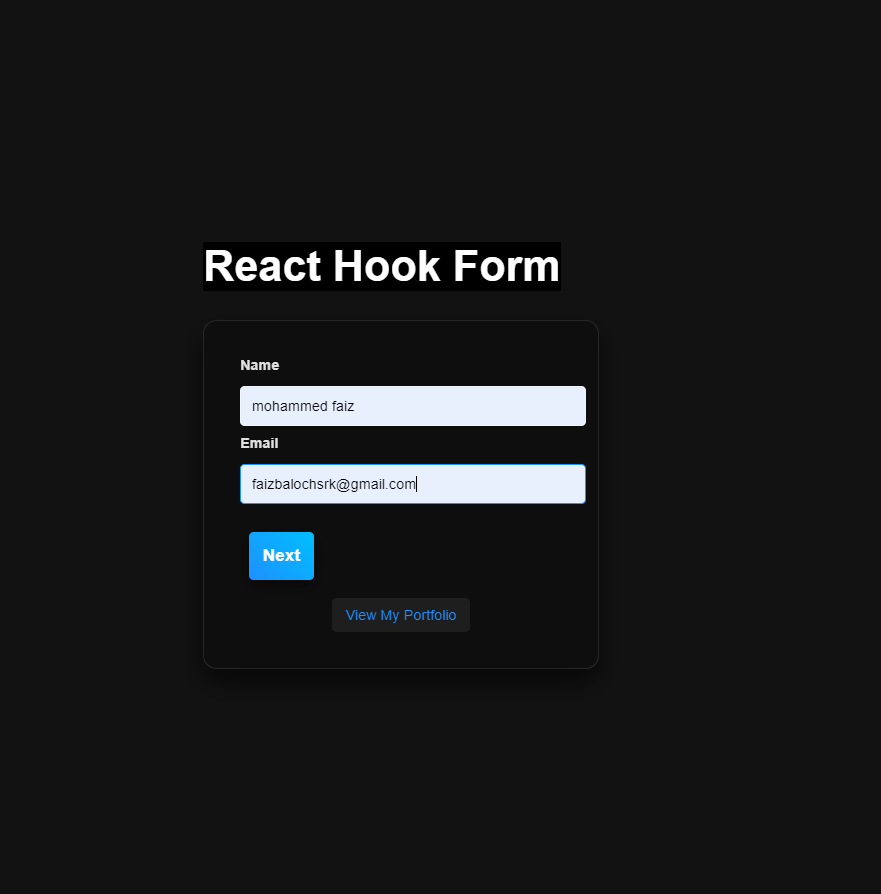 React Hook Form
Name
mohammed faiz
Email
faizbalochsrk@gmail.com
Next
View My Portfolio